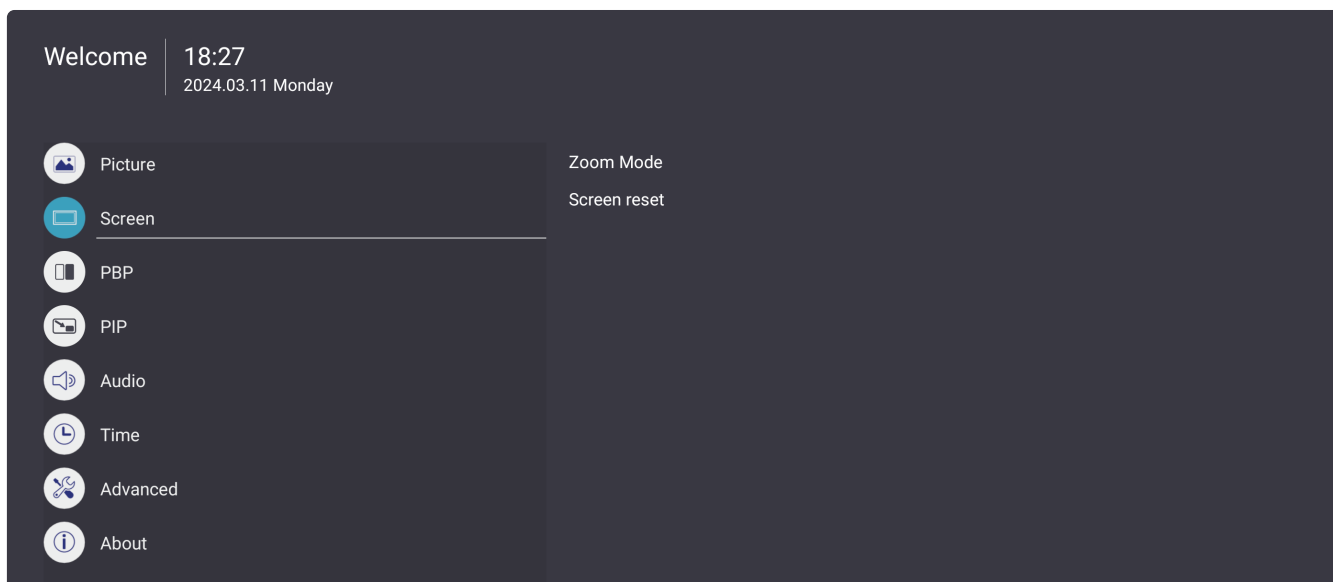 Welcome
18:27
2024.03.11 Monday
Picture
Screen
PBP
PIP
Audio
Time
Advanced
About
Zoom Mode
Screen reset